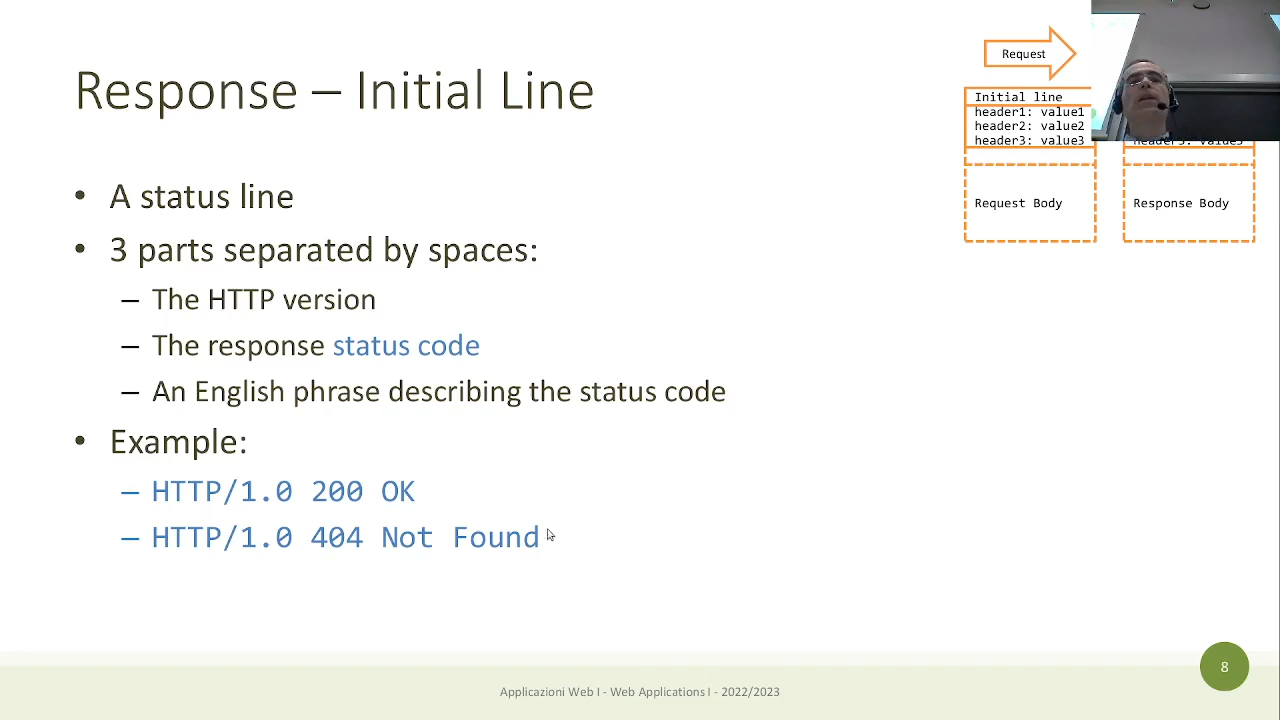 Response – Initial Line
• A status line
• 3 parts separated by spaces:
– The HTTP version
– The response status code
– An English phrase describing the status code
• Example:
– HTTP/1.0 200 OK
– HTTP/1.0 404 Not Found
Request
Initial line
header1: value1
header2: value2
header3: value3
Request Body
Response Body
Applicazioni Web I - Web Applications I - 2022/2023
8